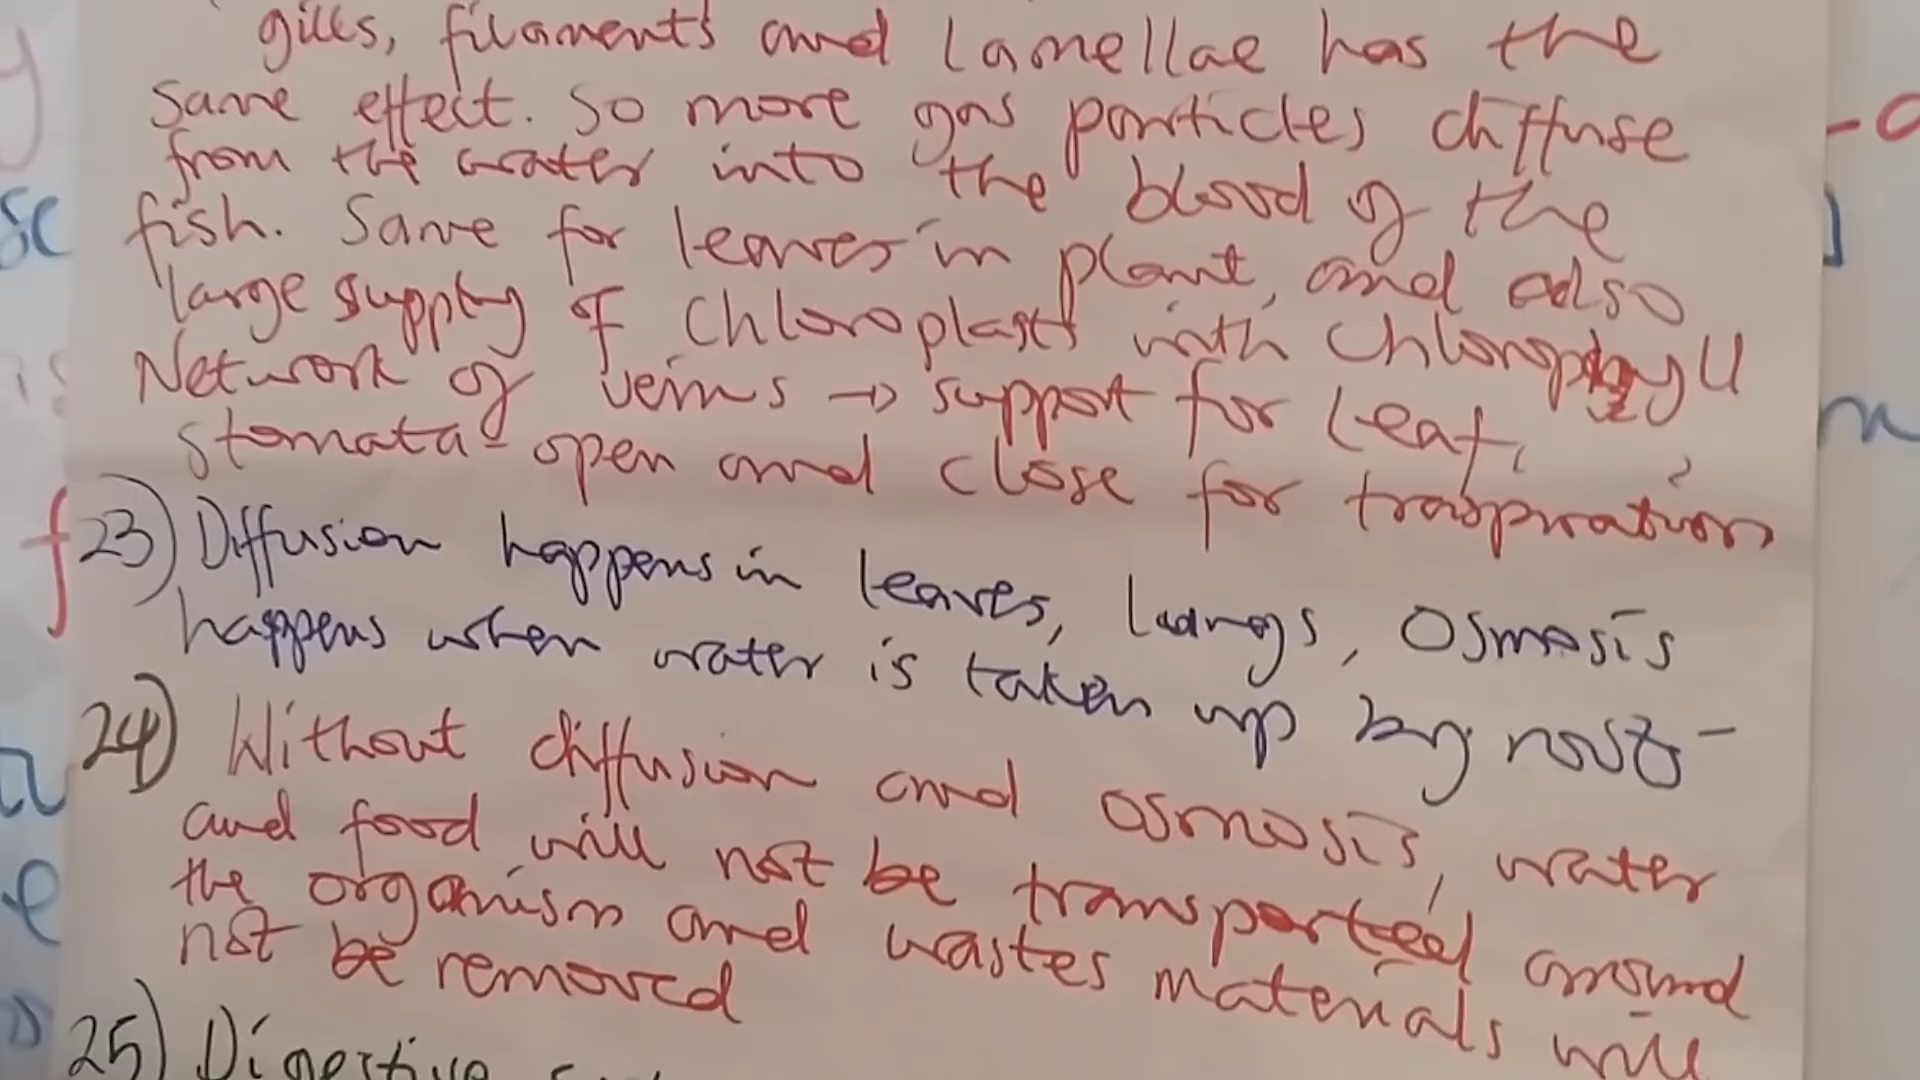 gills, filaments and lamellae has the
same effect. So more gas particles diffuse
from the water into the blood of the
fish. Same for leaves in plant, and also
large supply of chloroplasts with chlorophyll
Network of veins → support for leaf,
stomata - open and close for traspiration
23) Diffusion happens in leaves, lungs, osmosis
happens when water is taken up by roots -
24) Without diffusion and osmosis, water
and food will not be transported around
the organism and wastes materials will
not be removed
25) Digestive